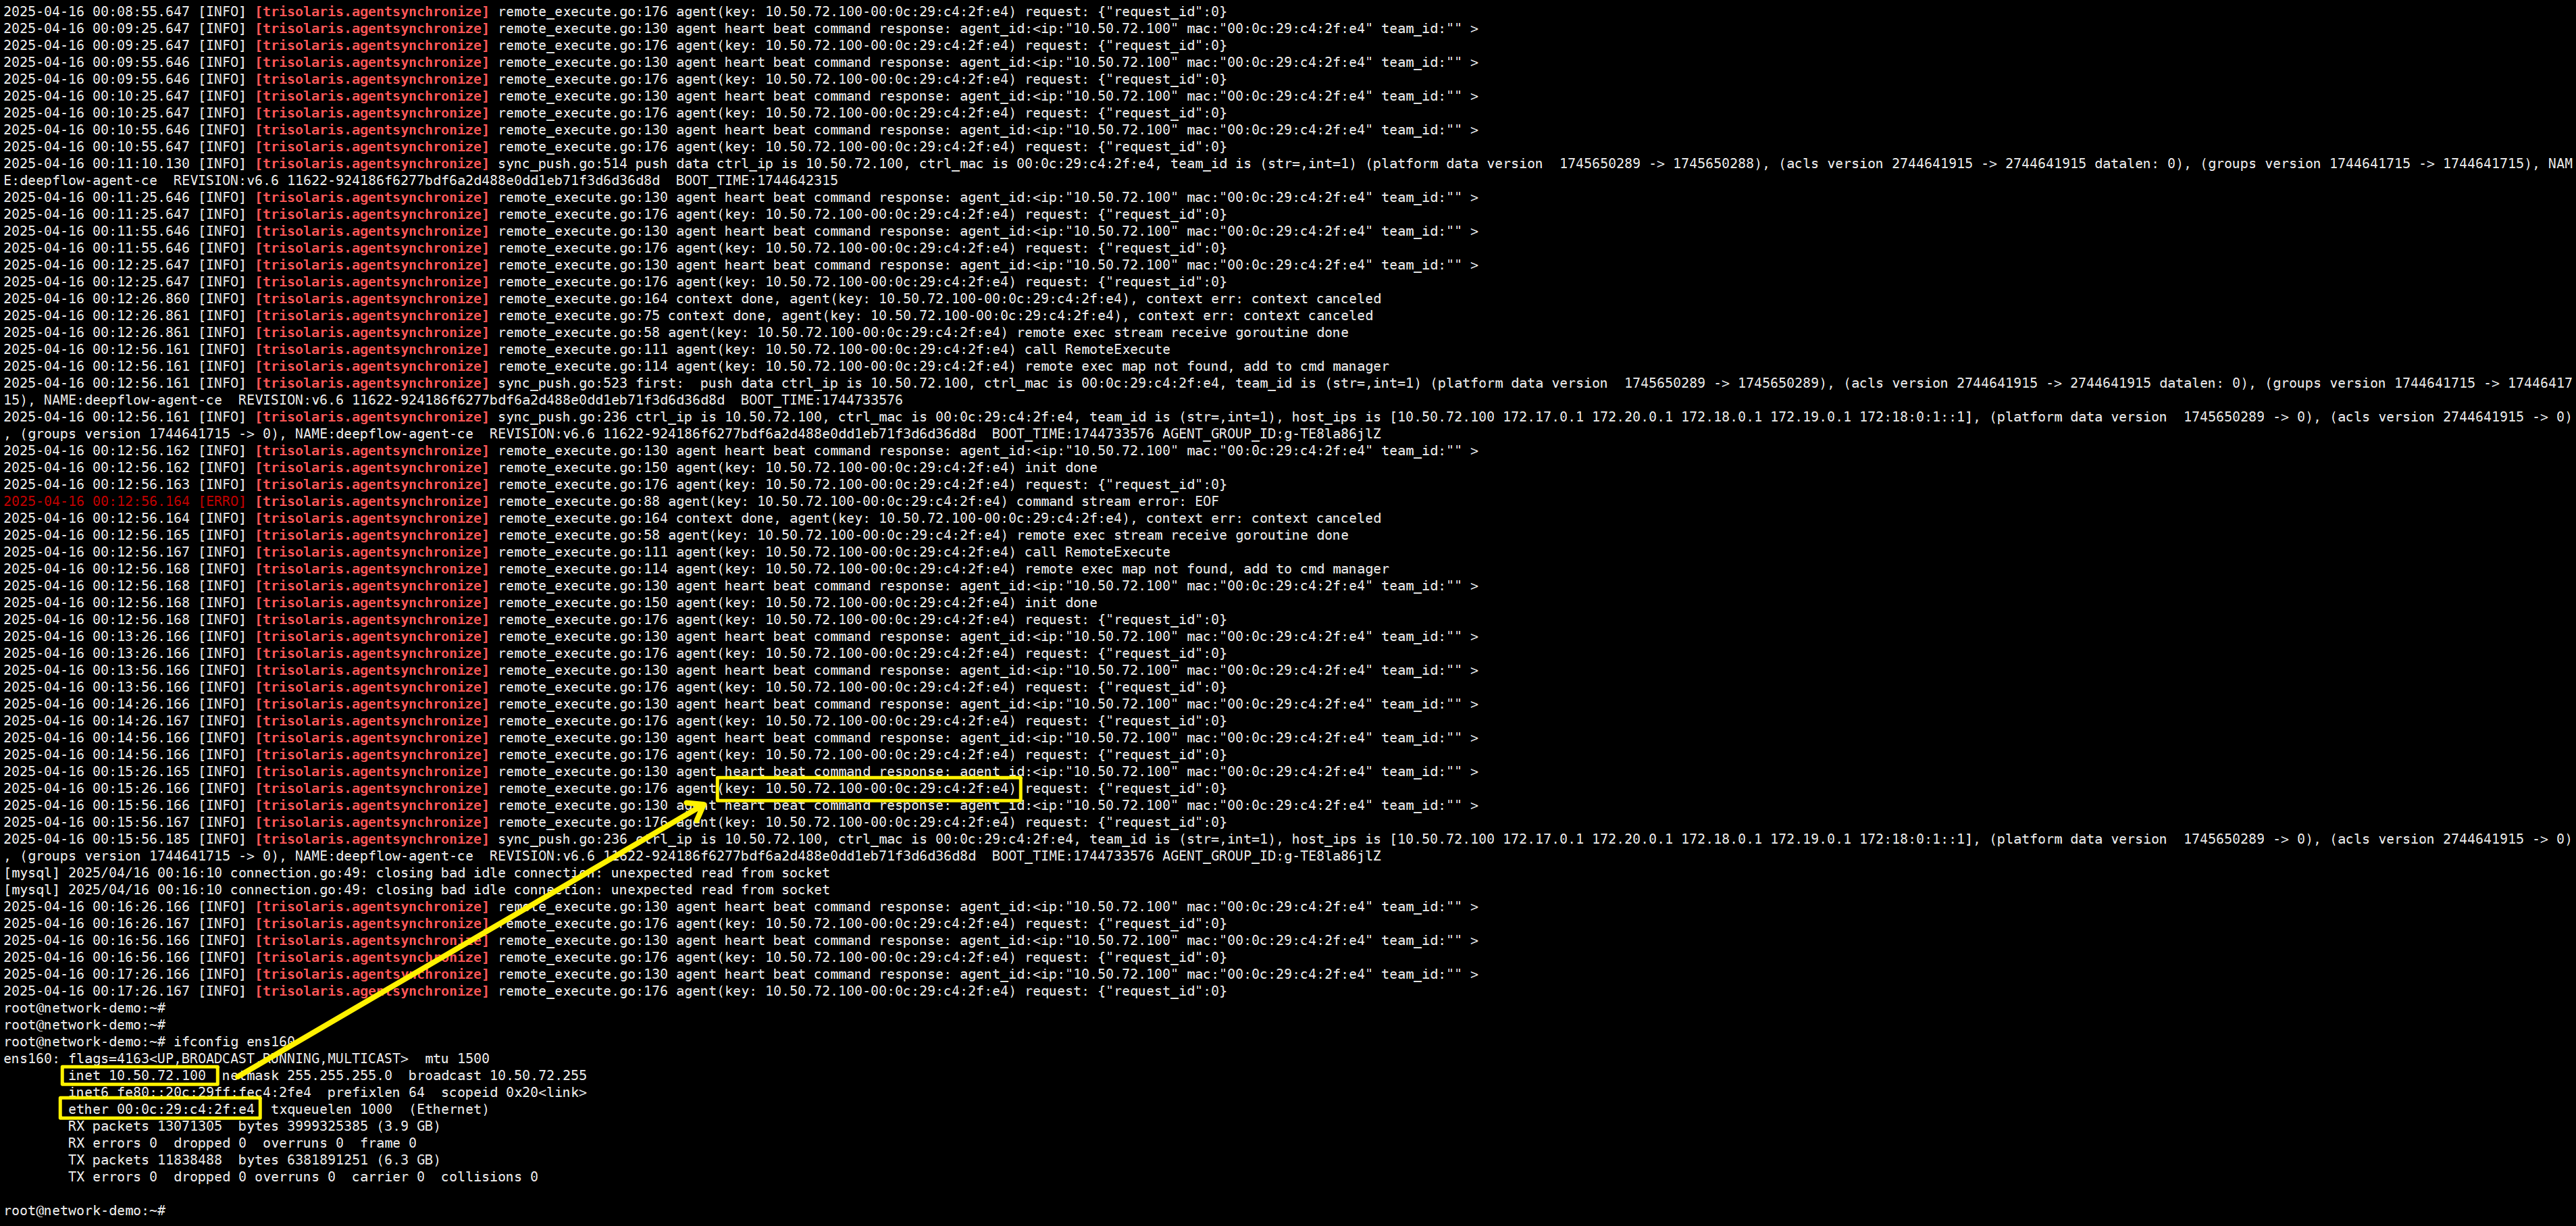 2025-04-16 00:08:55.647 [INFO] [trisolaris.agentsynchronize] remote_execute.go:176 agent(key: 10.50.72.100-00:0c:29:c4:2f:e4) request: {"request_id":0}
2025-04-16 00:09:25.647 [INFO] [trisolaris.agentsynchronize] remote_execute.go:130 agent heart beat command response: agent_id:<ip:"10.50.72.100" mac:"00:0c:29:c4:2f:e4" team_id:"" >
2025-04-16 00:09:25.647 [INFO] [trisolaris.agentsynchronize] remote_execute.go:176 agent(key: 10.50.72.100-00:0c:29:c4:2f:e4) request: {"request_id":0}
2025-04-16 00:09:55.646 [INFO] [trisolaris.agentsynchronize] remote_execute.go:130 agent heart beat command response: agent_id:<ip:"10.50.72.100" mac:"00:0c:29:c4:2f:e4" team_id:"" >
2025-04-16 00:09:55.646 [INFO] [trisolaris.agentsynchronize] remote_execute.go:176 agent(key: 10.50.72.100-00:0c:29:c4:2f:e4) request: {"request_id":0}
2025-04-16 00:10:25.647 [INFO] [trisolaris.agentsynchronize] remote_execute.go:130 agent heart beat command response: agent_id:<ip:"10.50.72.100" mac:"00:0c:29:c4:2f:e4" team_id:"" >
2025-04-16 00:10:25.647 [INFO] [trisolaris.agentsynchronize] remote_execute.go:176 agent(key: 10.50.72.100-00:0c:29:c4:2f:e4) request: {"request_id":0}
2025-04-16 00:10:55.646 [INFO] [trisolaris.agentsynchronize] remote_execute.go:130 agent heart beat command response: agent_id:<ip:"10.50.72.100" mac:"00:0c:29:c4:2f:e4" team_id:"" >
2025-04-16 00:10:55.647 [INFO] [trisolaris.agentsynchronize] remote_execute.go:176 agent(key: 10.50.72.100-00:0c:29:c4:2f:e4) request: {"request_id":0}
2025-04-16 00:11:10.130 [INFO] [trisolaris.agentsynchronize] sync_push.go:514 push data ctrl_ip is 10.50.72.100, ctrl_mac is 00:0c:29:c4:2f:e4, team_id is (str=,int=1) (platform data version  1745650289 -> 1745650288), (acls version 2744641915 -> 2744641915 datalen: 0), (groups version 1744641715 -> 1744641715), NAM
E:deepflow-agent-ce  REVISION:v6.6 11622-924186f6277bdf6a2d488e0dd1eb71f3d6d36d8d  BOOT_TIME:1744642315
2025-04-16 00:11:25.646 [INFO] [trisolaris.agentsynchronize] remote_execute.go:130 agent heart beat command response: agent_id:<ip:"10.50.72.100" mac:"00:0c:29:c4:2f:e4" team_id:"" >
2025-04-16 00:11:25.647 [INFO] [trisolaris.agentsynchronize] remote_execute.go:176 agent(key: 10.50.72.100-00:0c:29:c4:2f:e4) request: {"request_id":0}
2025-04-16 00:11:55.646 [INFO] [trisolaris.agentsynchronize] remote_execute.go:130 agent heart beat command response: agent_id:<ip:"10.50.72.100" mac:"00:0c:29:c4:2f:e4" team_id:"" >
2025-04-16 00:11:55.646 [INFO] [trisolaris.agentsynchronize] remote_execute.go:176 agent(key: 10.50.72.100-00:0c:29:c4:2f:e4) request: {"request_id":0}
2025-04-16 00:12:25.647 [INFO] [trisolaris.agentsynchronize] remote_execute.go:130 agent heart beat command response: agent_id:<ip:"10.50.72.100" mac:"00:0c:29:c4:2f:e4" team_id:"" >
2025-04-16 00:12:25.647 [INFO] [trisolaris.agentsynchronize] remote_execute.go:176 agent(key: 10.50.72.100-00:0c:29:c4:2f:e4) request: {"request_id":0}
2025-04-16 00:12:26.860 [INFO] [trisolaris.agentsynchronize] remote_execute.go:164 context done, agent(key: 10.50.72.100-00:0c:29:c4:2f:e4), context err: context canceled
2025-04-16 00:12:26.861 [INFO] [trisolaris.agentsynchronize] remote_execute.go:75 context done, agent(key: 10.50.72.100-00:0c:29:c4:2f:e4), context err: context canceled
2025-04-16 00:12:26.861 [INFO] [trisolaris.agentsynchronize] remote_execute.go:58 agent(key: 10.50.72.100-00:0c:29:c4:2f:e4) remote exec stream receive goroutine done
2025-04-16 00:12:56.161 [INFO] [trisolaris.agentsynchronize] remote_execute.go:111 agent(key: 10.50.72.100-00:0c:29:c4:2f:e4) call RemoteExecute
2025-04-16 00:12:56.161 [INFO] [trisolaris.agentsynchronize] remote_execute.go:114 agent(key: 10.50.72.100-00:0c:29:c4:2f:e4) remote exec map not found, add to cmd manager
2025-04-16 00:12:56.161 [INFO] [trisolaris.agentsynchronize] sync_push.go:523 first:  push data ctrl_ip is 10.50.72.100, ctrl_mac is 00:0c:29:c4:2f:e4, team_id is (str=,int=1) (platform data version  1745650289 -> 1745650289), (acls version 2744641915 -> 2744641915 datalen: 0), (groups version 1744641715 -> 17446417
15), NAME:deepflow-agent-ce  REVISION:v6.6 11622-924186f6277bdf6a2d488e0dd1eb71f3d6d36d8d  BOOT_TIME:1744733576
2025-04-16 00:12:56.161 [INFO] [trisolaris.agentsynchronize] sync_push.go:236 ctrl_ip is 10.50.72.100, ctrl_mac is 00:0c:29:c4:2f:e4, team_id is (str=,int=1), host_ips is [10.50.72.100 172.17.0.1 172.20.0.1 172.18.0.1 172.19.0.1 172:18:0:1::1], (platform data version  1745650289 -> 0), (acls version 2744641915 -> 0)
, (groups version 1744641715 -> 0), NAME:deepflow-agent-ce  REVISION:v6.6 11622-924186f6277bdf6a2d488e0dd1eb71f3d6d36d8d  BOOT_TIME:1744733576 AGENT_GROUP_ID:g-TE8la86jlZ
2025-04-16 00:12:56.162 [INFO] [trisolaris.agentsynchronize] remote_execute.go:130 agent heart beat command response: agent_id:<ip:"10.50.72.100" mac:"00:0c:29:c4:2f:e4" team_id:"" >
2025-04-16 00:12:56.162 [INFO] [trisolaris.agentsynchronize] remote_execute.go:150 agent(key: 10.50.72.100-00:0c:29:c4:2f:e4) init done
2025-04-16 00:12:56.163 [INFO] [trisolaris.agentsynchronize] remote_execute.go:176 agent(key: 10.50.72.100-00:0c:29:c4:2f:e4) request: {"request_id":0}
2025-04-16 00:12:56.164 [ERRO] [trisolaris.agentsynchronize] remote_execute.go:88 agent(key: 10.50.72.100-00:0c:29:c4:2f:e4) command stream error: EOF
2025-04-16 00:12:56.164 [INFO] [trisolaris.agentsynchronize] remote_execute.go:164 context done, agent(key: 10.50.72.100-00:0c:29:c4:2f:e4), context err: context canceled
2025-04-16 00:12:56.165 [INFO] [trisolaris.agentsynchronize] remote_execute.go:58 agent(key: 10.50.72.100-00:0c:29:c4:2f:e4) remote exec stream receive goroutine done
2025-04-16 00:12:56.167 [INFO] [trisolaris.agentsynchronize] remote_execute.go:111 agent(key: 10.50.72.100-00:0c:29:c4:2f:e4) call RemoteExecute
2025-04-16 00:12:56.168 [INFO] [trisolaris.agentsynchronize] remote_execute.go:114 agent(key: 10.50.72.100-00:0c:29:c4:2f:e4) remote exec map not found, add to cmd manager
2025-04-16 00:12:56.168 [INFO] [trisolaris.agentsynchronize] remote_execute.go:130 agent heart beat command response: agent_id:<ip:"10.50.72.100" mac:"00:0c:29:c4:2f:e4" team_id:"" >
2025-04-16 00:12:56.168 [INFO] [trisolaris.agentsynchronize] remote_execute.go:150 agent(key: 10.50.72.100-00:0c:29:c4:2f:e4) init done
2025-04-16 00:12:56.168 [INFO] [trisolaris.agentsynchronize] remote_execute.go:176 agent(key: 10.50.72.100-00:0c:29:c4:2f:e4) request: {"request_id":0}
2025-04-16 00:13:26.166 [INFO] [trisolaris.agentsynchronize] remote_execute.go:130 agent heart beat command response: agent_id:<ip:"10.50.72.100" mac:"00:0c:29:c4:2f:e4" team_id:"" >
2025-04-16 00:13:26.166 [INFO] [trisolaris.agentsynchronize] remote_execute.go:176 agent(key: 10.50.72.100-00:0c:29:c4:2f:e4) request: {"request_id":0}
2025-04-16 00:13:56.166 [INFO] [trisolaris.agentsynchronize] remote_execute.go:130 agent heart beat command response: agent_id:<ip:"10.50.72.100" mac:"00:0c:29:c4:2f:e4" team_id:"" >
2025-04-16 00:13:56.166 [INFO] [trisolaris.agentsynchronize] remote_execute.go:176 agent(key: 10.50.72.100-00:0c:29:c4:2f:e4) request: {"request_id":0}
2025-04-16 00:14:26.166 [INFO] [trisolaris.agentsynchronize] remote_execute.go:130 agent heart beat command response: agent_id:<ip:"10.50.72.100" mac:"00:0c:29:c4:2f:e4" team_id:"" >
2025-04-16 00:14:26.167 [INFO] [trisolaris.agentsynchronize] remote_execute.go:176 agent(key: 10.50.72.100-00:0c:29:c4:2f:e4) request: {"request_id":0}
2025-04-16 00:14:56.166 [INFO] [trisolaris.agentsynchronize] remote_execute.go:130 agent heart beat command response: agent_id:<ip:"10.50.72.100" mac:"00:0c:29:c4:2f:e4" team_id:"" >
2025-04-16 00:14:56.166 [INFO] [trisolaris.agentsynchronize] remote_execute.go:176 agent(key: 10.50.72.100-00:0c:29:c4:2f:e4) request: {"request_id":0}
2025-04-16 00:15:26.165 [INFO] [trisolaris.agentsynchronize] remote_execute.go:130 agent heart beat command response: agent_id:<ip:"10.50.72.100" mac:"00:0c:29:c4:2f:e4" team_id:"" >
2025-04-16 00:15:26.166 [INFO] [trisolaris.agentsynchronize] remote_execute.go:176 agent(key: 10.50.72.100-00:0c:29:c4:2f:e4) request: {"request_id":0}
2025-04-16 00:15:56.166 [INFO] [trisolaris.agentsynchronize] remote_execute.go:130 agent heart beat command response: agent_id:<ip:"10.50.72.100" mac:"00:0c:29:c4:2f:e4" team_id:"" >
2025-04-16 00:15:56.167 [INFO] [trisolaris.agentsynchronize] remote_execute.go:176 agent(key: 10.50.72.100-00:0c:29:c4:2f:e4) request: {"request_id":0}
2025-04-16 00:15:56.185 [INFO] [trisolaris.agentsynchronize] sync_push.go:236 ctrl_ip is 10.50.72.100, ctrl_mac is 00:0c:29:c4:2f:e4, team_id is (str=,int=1), host_ips is [10.50.72.100 172.17.0.1 172.20.0.1 172.18.0.1 172.19.0.1 172:18:0:1::1], (platform data version  1745650289 -> 0), (acls version 2744641915 -> 0)
, (groups version 1744641715 -> 0), NAME:deepflow-agent-ce  REVISION:v6.6 11622-924186f6277bdf6a2d488e0dd1eb71f3d6d36d8d  BOOT_TIME:1744733576 AGENT_GROUP_ID:g-TE8la86jlZ
[mysql] 2025/04/16 00:16:10 connection.go:49: closing bad idle connection: unexpected read from socket
[mysql] 2025/04/16 00:16:10 connection.go:49: closing bad idle connection: unexpected read from socket
2025-04-16 00:16:26.166 [INFO] [trisolaris.agentsynchronize] remote_execute.go:130 agent heart beat command response: agent_id:<ip:"10.50.72.100" mac:"00:0c:29:c4:2f:e4" team_id:"" >
2025-04-16 00:16:26.167 [INFO] [trisolaris.agentsynchronize] remote_execute.go:176 agent(key: 10.50.72.100-00:0c:29:c4:2f:e4) request: {"request_id":0}
2025-04-16 00:16:56.166 [INFO] [trisolaris.agentsynchronize] remote_execute.go:130 agent heart beat command response: agent_id:<ip:"10.50.72.100" mac:"00:0c:29:c4:2f:e4" team_id:"" >
2025-04-16 00:16:56.166 [INFO] [trisolaris.agentsynchronize] remote_execute.go:176 agent(key: 10.50.72.100-00:0c:29:c4:2f:e4) request: {"request_id":0}
2025-04-16 00:17:26.166 [INFO] [trisolaris.agentsynchronize] remote_execute.go:130 agent heart beat command response: agent_id:<ip:"10.50.72.100" mac:"00:0c:29:c4:2f:e4" team_id:"" >
2025-04-16 00:17:26.167 [INFO] [trisolaris.agentsynchronize] remote_execute.go:176 agent(key: 10.50.72.100-00:0c:29:c4:2f:e4) request: {"request_id":0}
root@network-demo:~#
root@network-demo:~#
root@network-demo:~# ifconfig ens160
ens160: flags=4163<UP,BROADCAST,RUNNING,MULTICAST>  mtu 1500
inet 10.50.72.100  netmask 255.255.255.0  broadcast 10.50.72.255
inet6 fe80::20c:29ff:fec4:2fe4  prefixlen 64  scopeid 0x20<link>
ether 00:0c:29:c4:2f:e4  txqueuelen 1000  (Ethernet)
RX packets 13071305  bytes 3999325385 (3.9 GB)
RX errors 0  dropped 0  overruns 0  frame 0
TX packets 11838488  bytes 6381891251 (6.3 GB)
TX errors 0  dropped 0 overruns 0  carrier 0  collisions 0
root@network-demo:~#